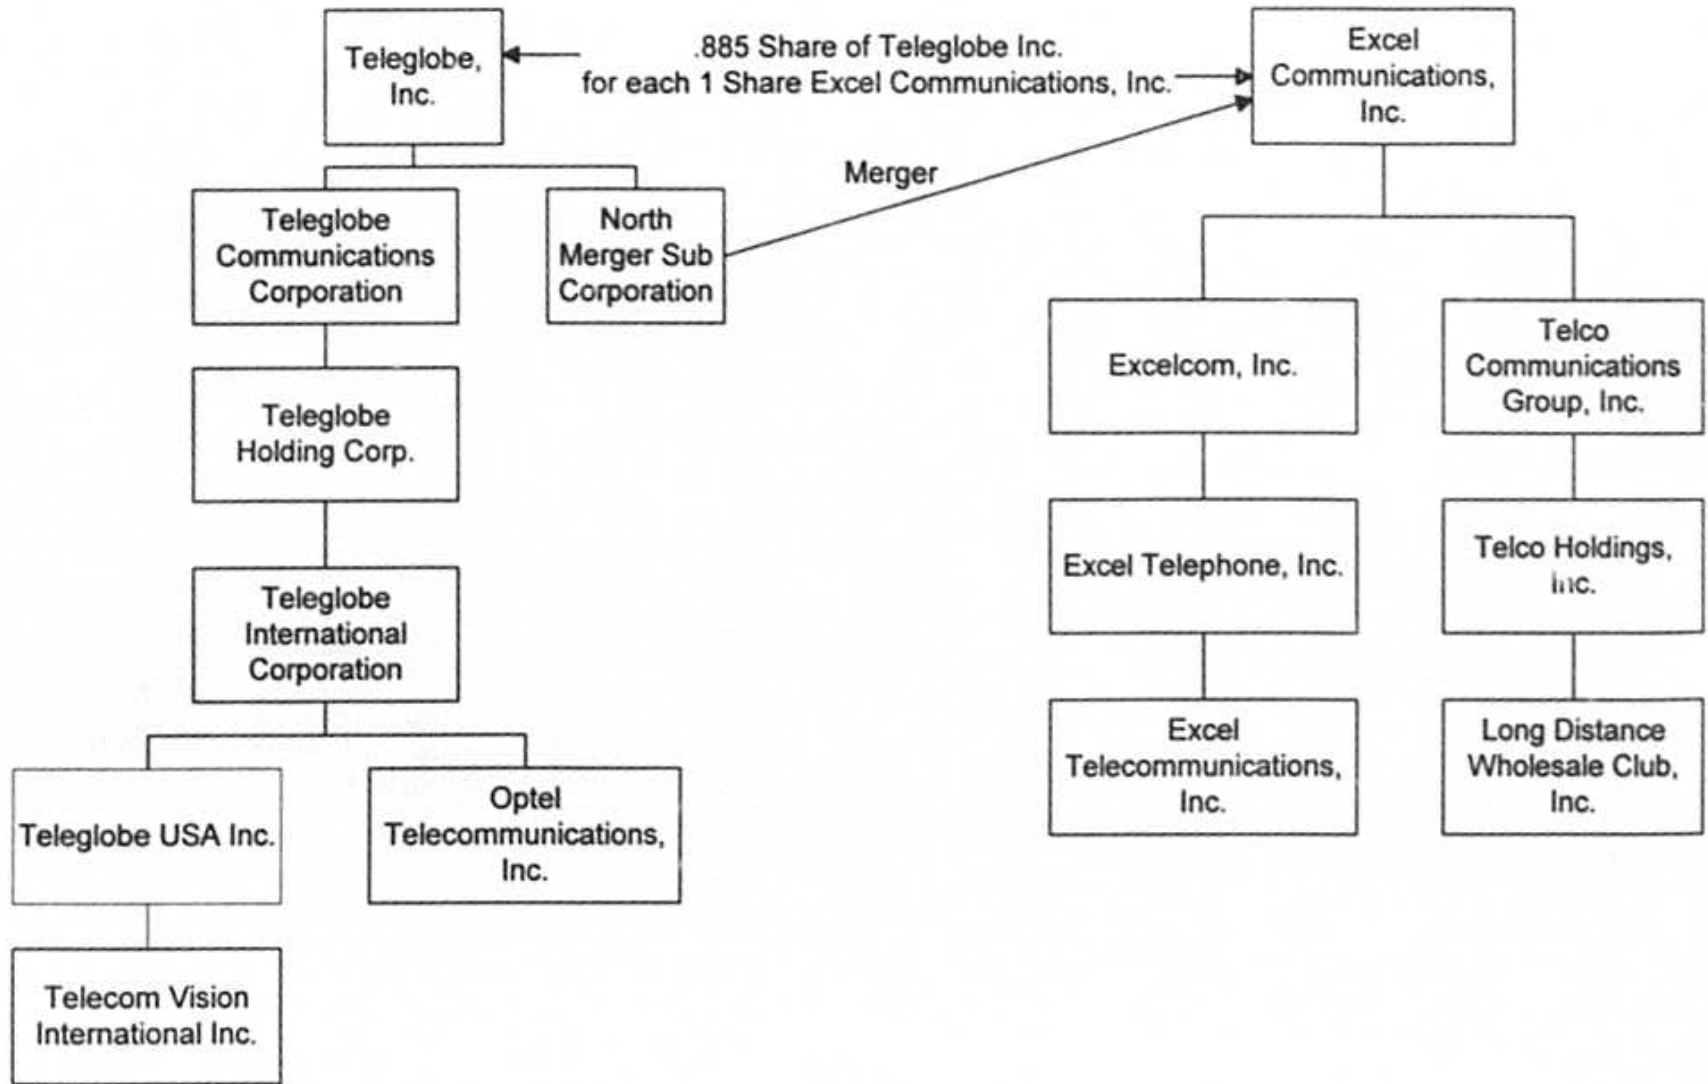 Teleglobe,
Inc.
.885 Share of Teleglobe Inc.
for each 1 Share Excel Communications, Inc.
Excel
Communications,
Inc.
Merger
Teleglobe
Communications
Corporation
North
Merger Sub
Corporation
Teleglobe
Holding Corp.
Teleglobe
International
Corporation
Teleglobe USA Inc.
Optel
Telecommunications,
Inc.
Telecom Vision
International Inc.
Excelcom, Inc.
Telco
Communications
Group, Inc.
Excel Telephone, Inc.
Telco Holdings,
Inc.
Excel
Telecommunications,
Inc.
Long Distance
Wholesale Club,
Inc.